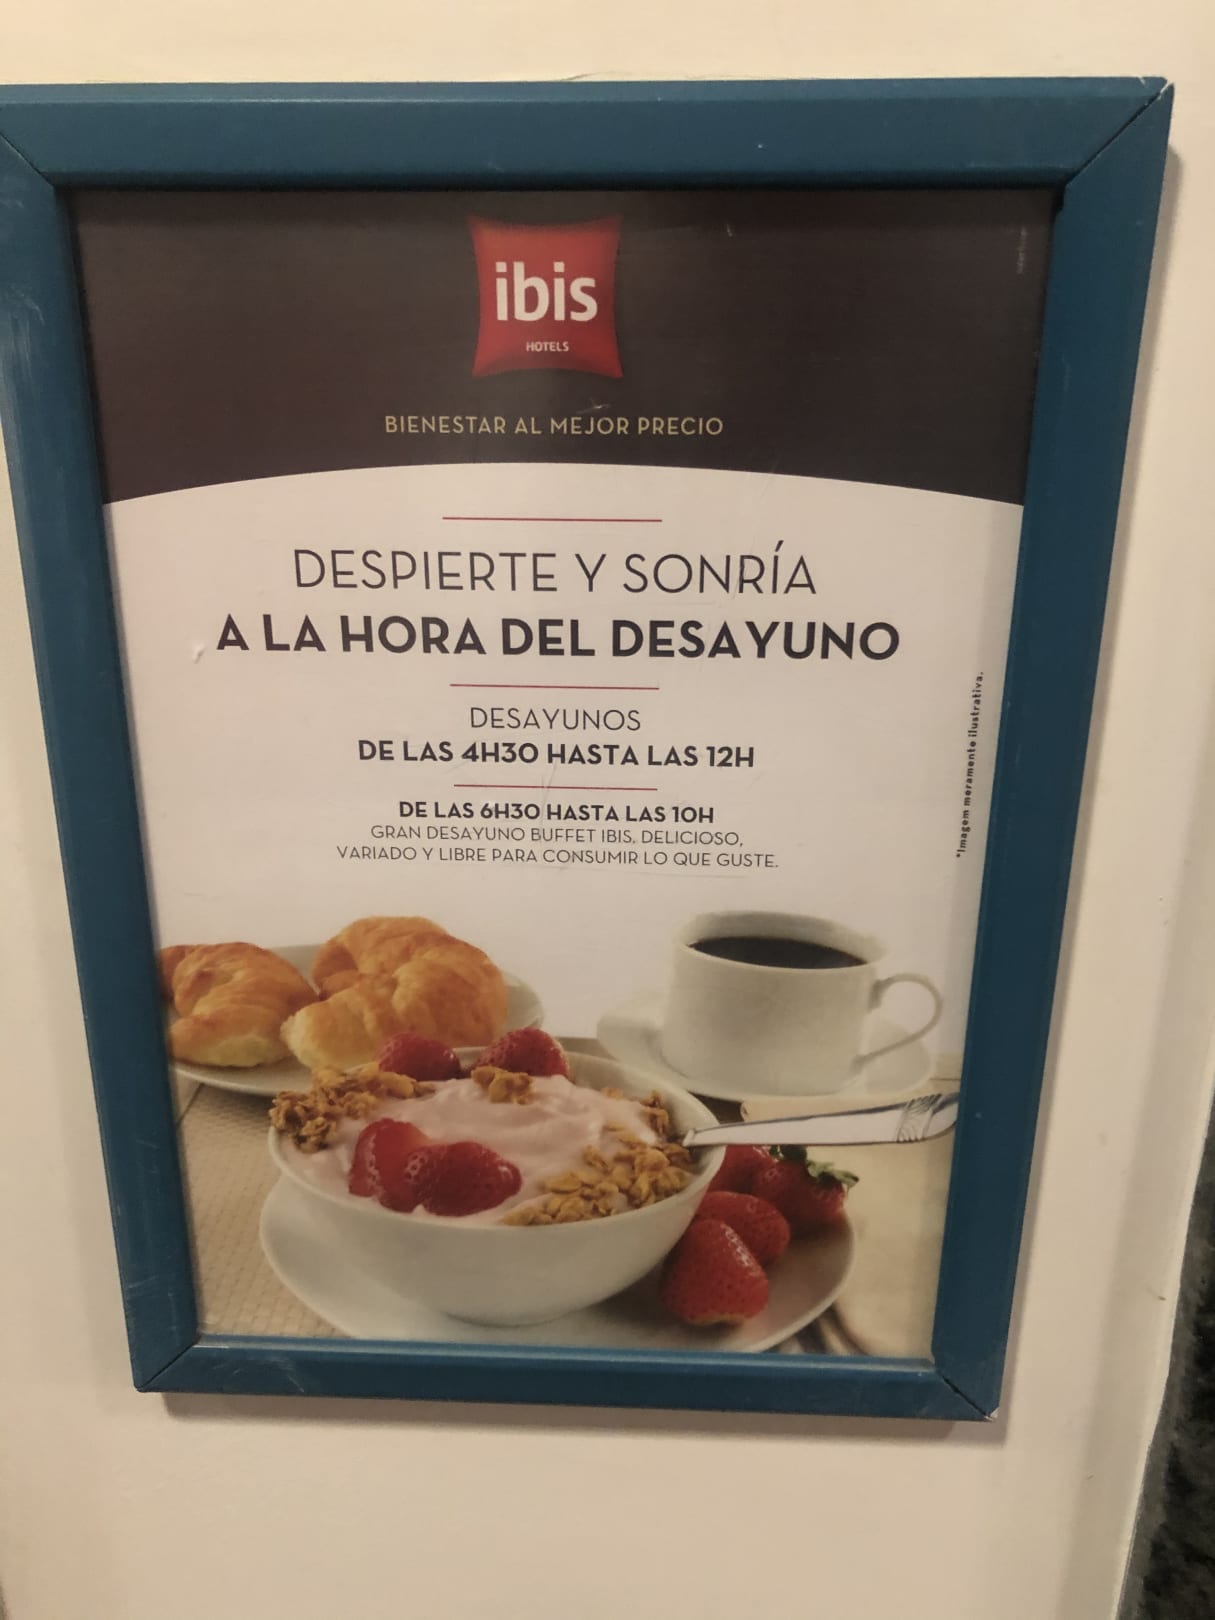 ibis
HOTELS
BIENESTAR AL MEJOR PRECIO
DESPIERTE Y SONRÍA
A LA HORA DEL DESAYUNO
DESAYUNOS
DE LAS 4H30 HASTA LAS 12H
DE LAS 6H30 HASTA LAS 10H
GRAN DESAYUNO BUFFET IBIS, DELICIOSO,
VARIADO Y LIBRE PARA CONSUMIR LO QUE GUSTE.
*Imagem meramente ilustrativa.